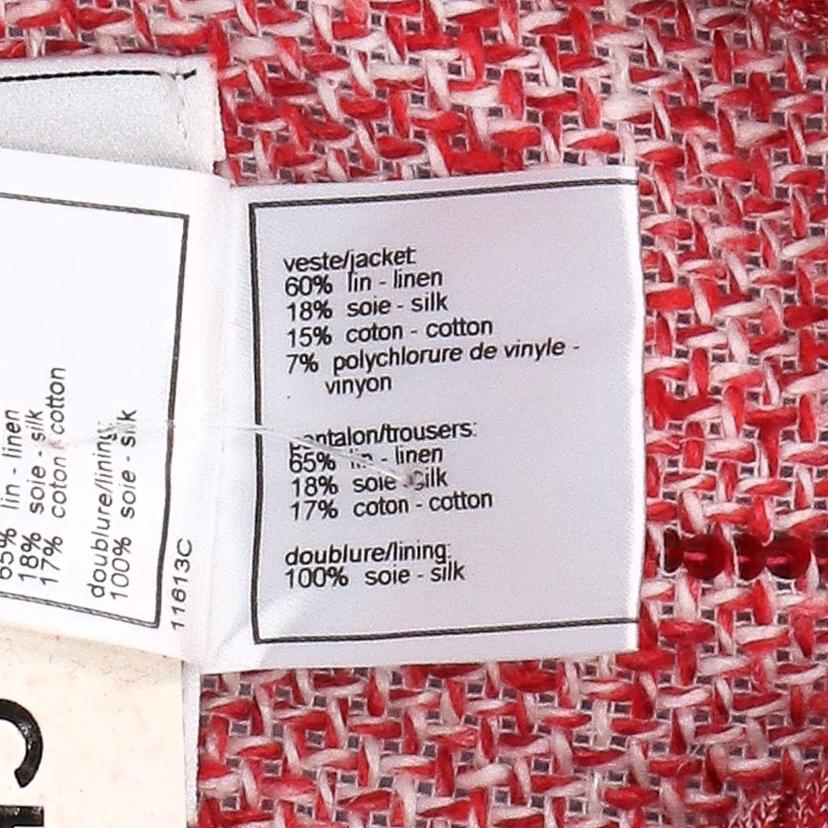 veste/jacket:
60% lin - linen
18% soie - silk
15% coton - cotton
7% polychlorure de vinyle -
vinyon
pantalon/trousers:
65% lin - linen
18% soie - silk
17% coton - cotton
doublure/lining:
100% soie - silk
65% lin - linen
18% soie - silk
17% coton - cotton
doublure/lining:
100% soie - silk
11613C